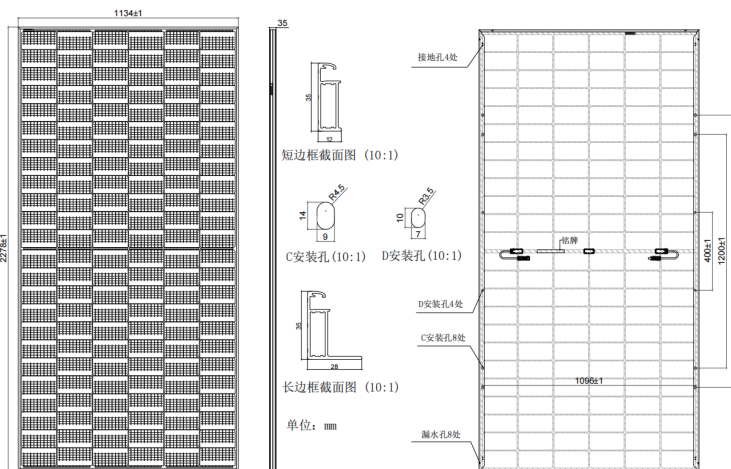 1134±1
35
2278±1
35
12
短边框截面图 (10:1)
R4.5
14
9
R3.5
10
7
C安装孔(10:1)
D安装孔(10:1)
35
28
长边框截面图 (10:1)
单位: mm
接地孔4处
铭牌
400±1
1200±1
D安装孔4处
C安装孔8处
1096±1
漏水孔8处